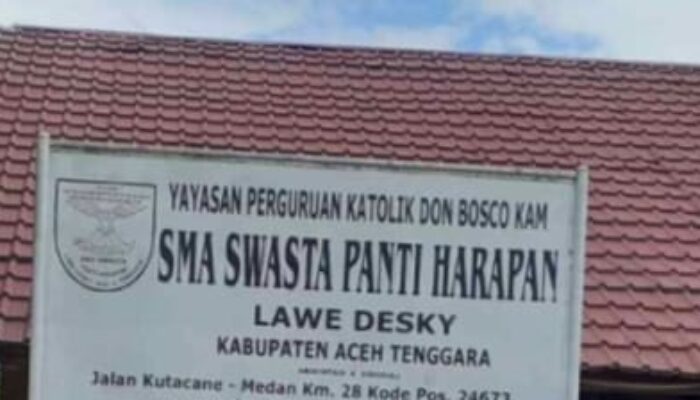 YAYASAN PERGURUAN KATOLIK DON BOSCO KAM
SMA SWASTA PANTI HARAPAN
LAWE DESKY
KABUPATEN ACEH TENGGARA
Jalan Kutacane - Medan Km. 28 Kode Pos. 24673